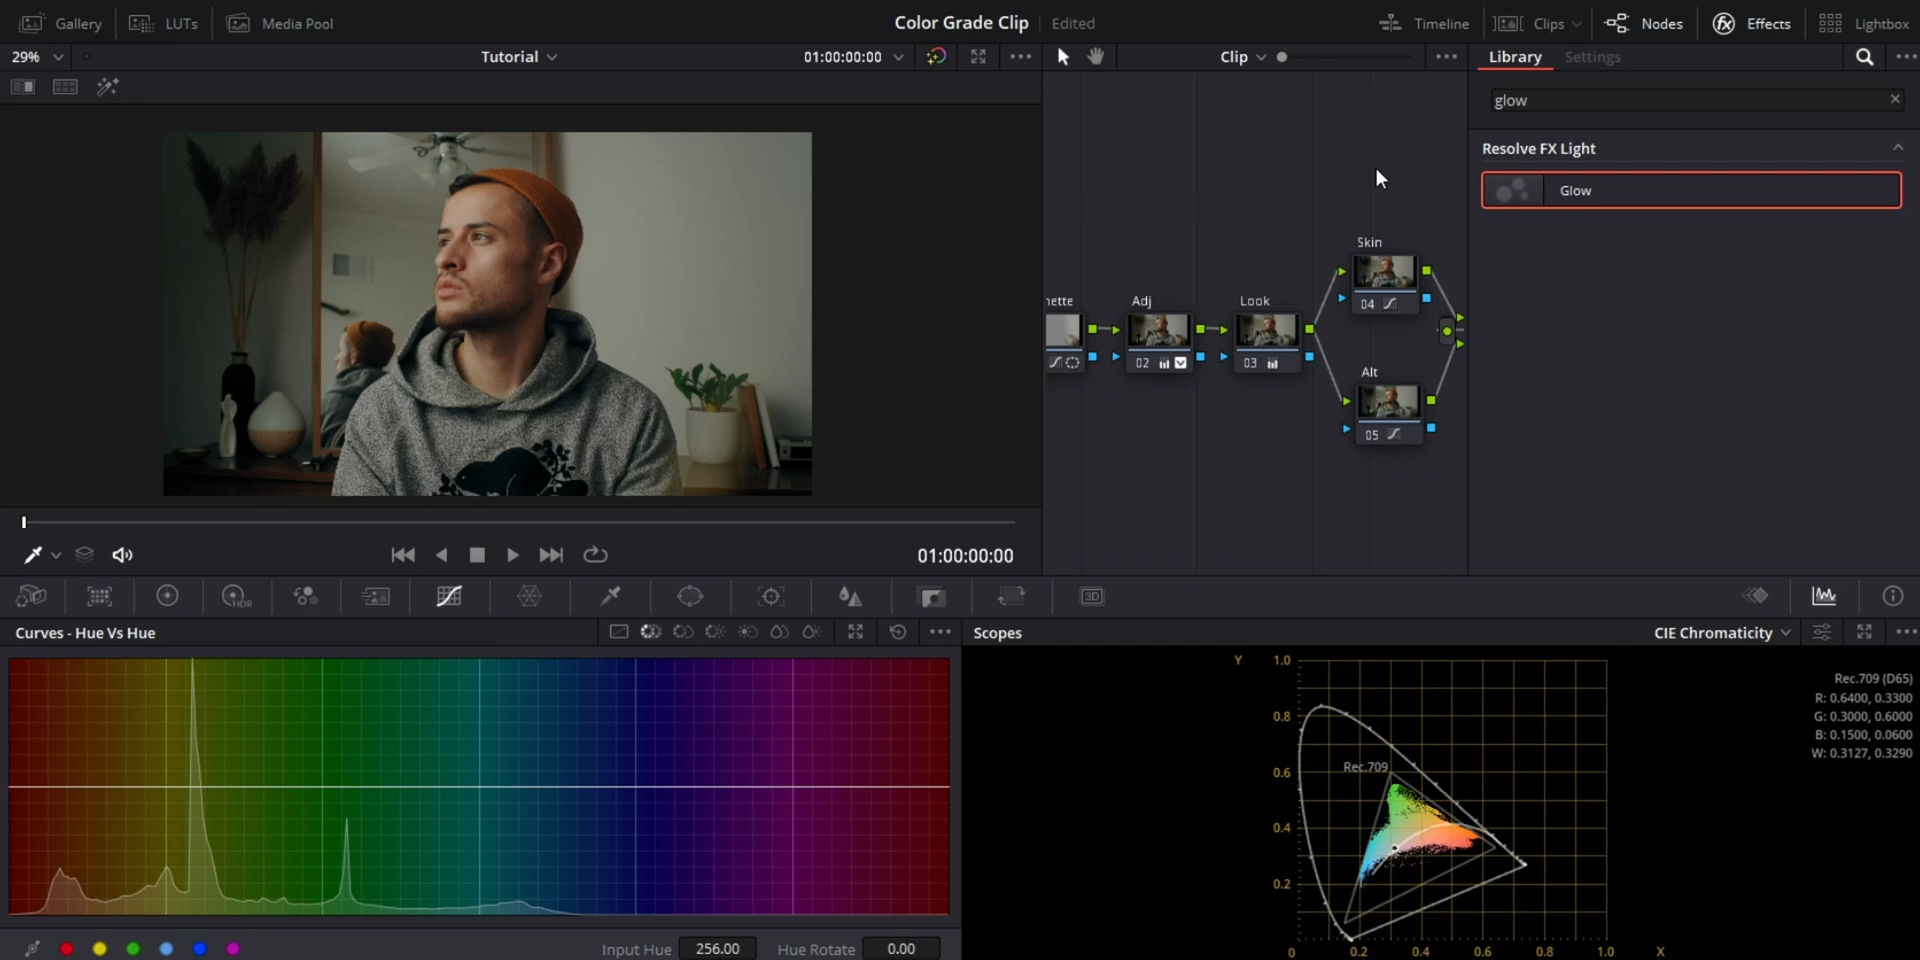 Gallery LUTs Media Pool Color Grade Clip Edited Timeline Clips Nodes Effects Lightbox
29% Tutorial 01:00:00:00 Clip Library Settings
glow
Resolve FX Light
Glow
Skin
04
nette Adj Look
02 03
Alt
05
01:00:00:00
HDR 3D
Curves - Hue Vs Hue Scopes CIE Chromaticity
Y 1.0
Rec.709 (D65)
R: 0.6400, 0.3300
0.8 G: 0.3000, 0.6000
B: 0.1500, 0.0600
W: 0.3127, 0.3290
0.6 Rec.709
0.4
0.2
Input Hue 256.00 Hue Rotate 0.00
0 0.2 0.4 0.6 0.8 1.0 X